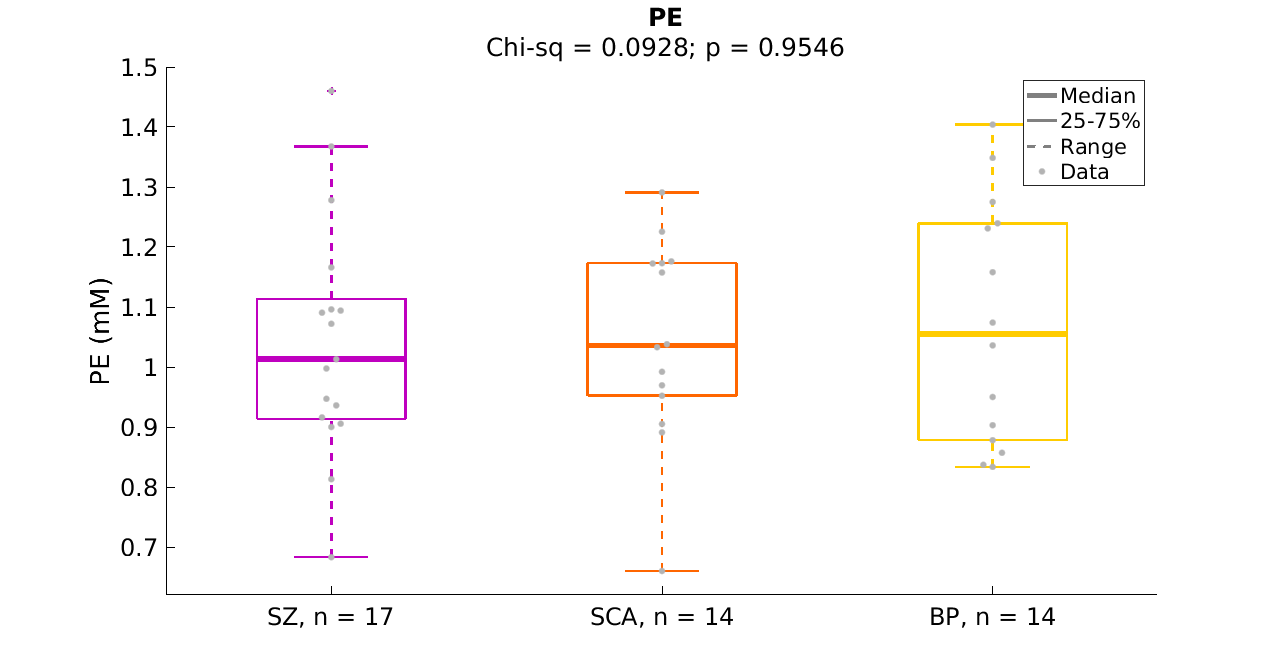 PE
Chi-sq = 0.0928; p = 0.9546
1.5
1.4
1.3
1.2
1.1
1
0.9
0.8
0.7
PE (mM)
Median
25-75%
Range
Data
SZ, n = 17
SCA, n = 14
BP, n = 14